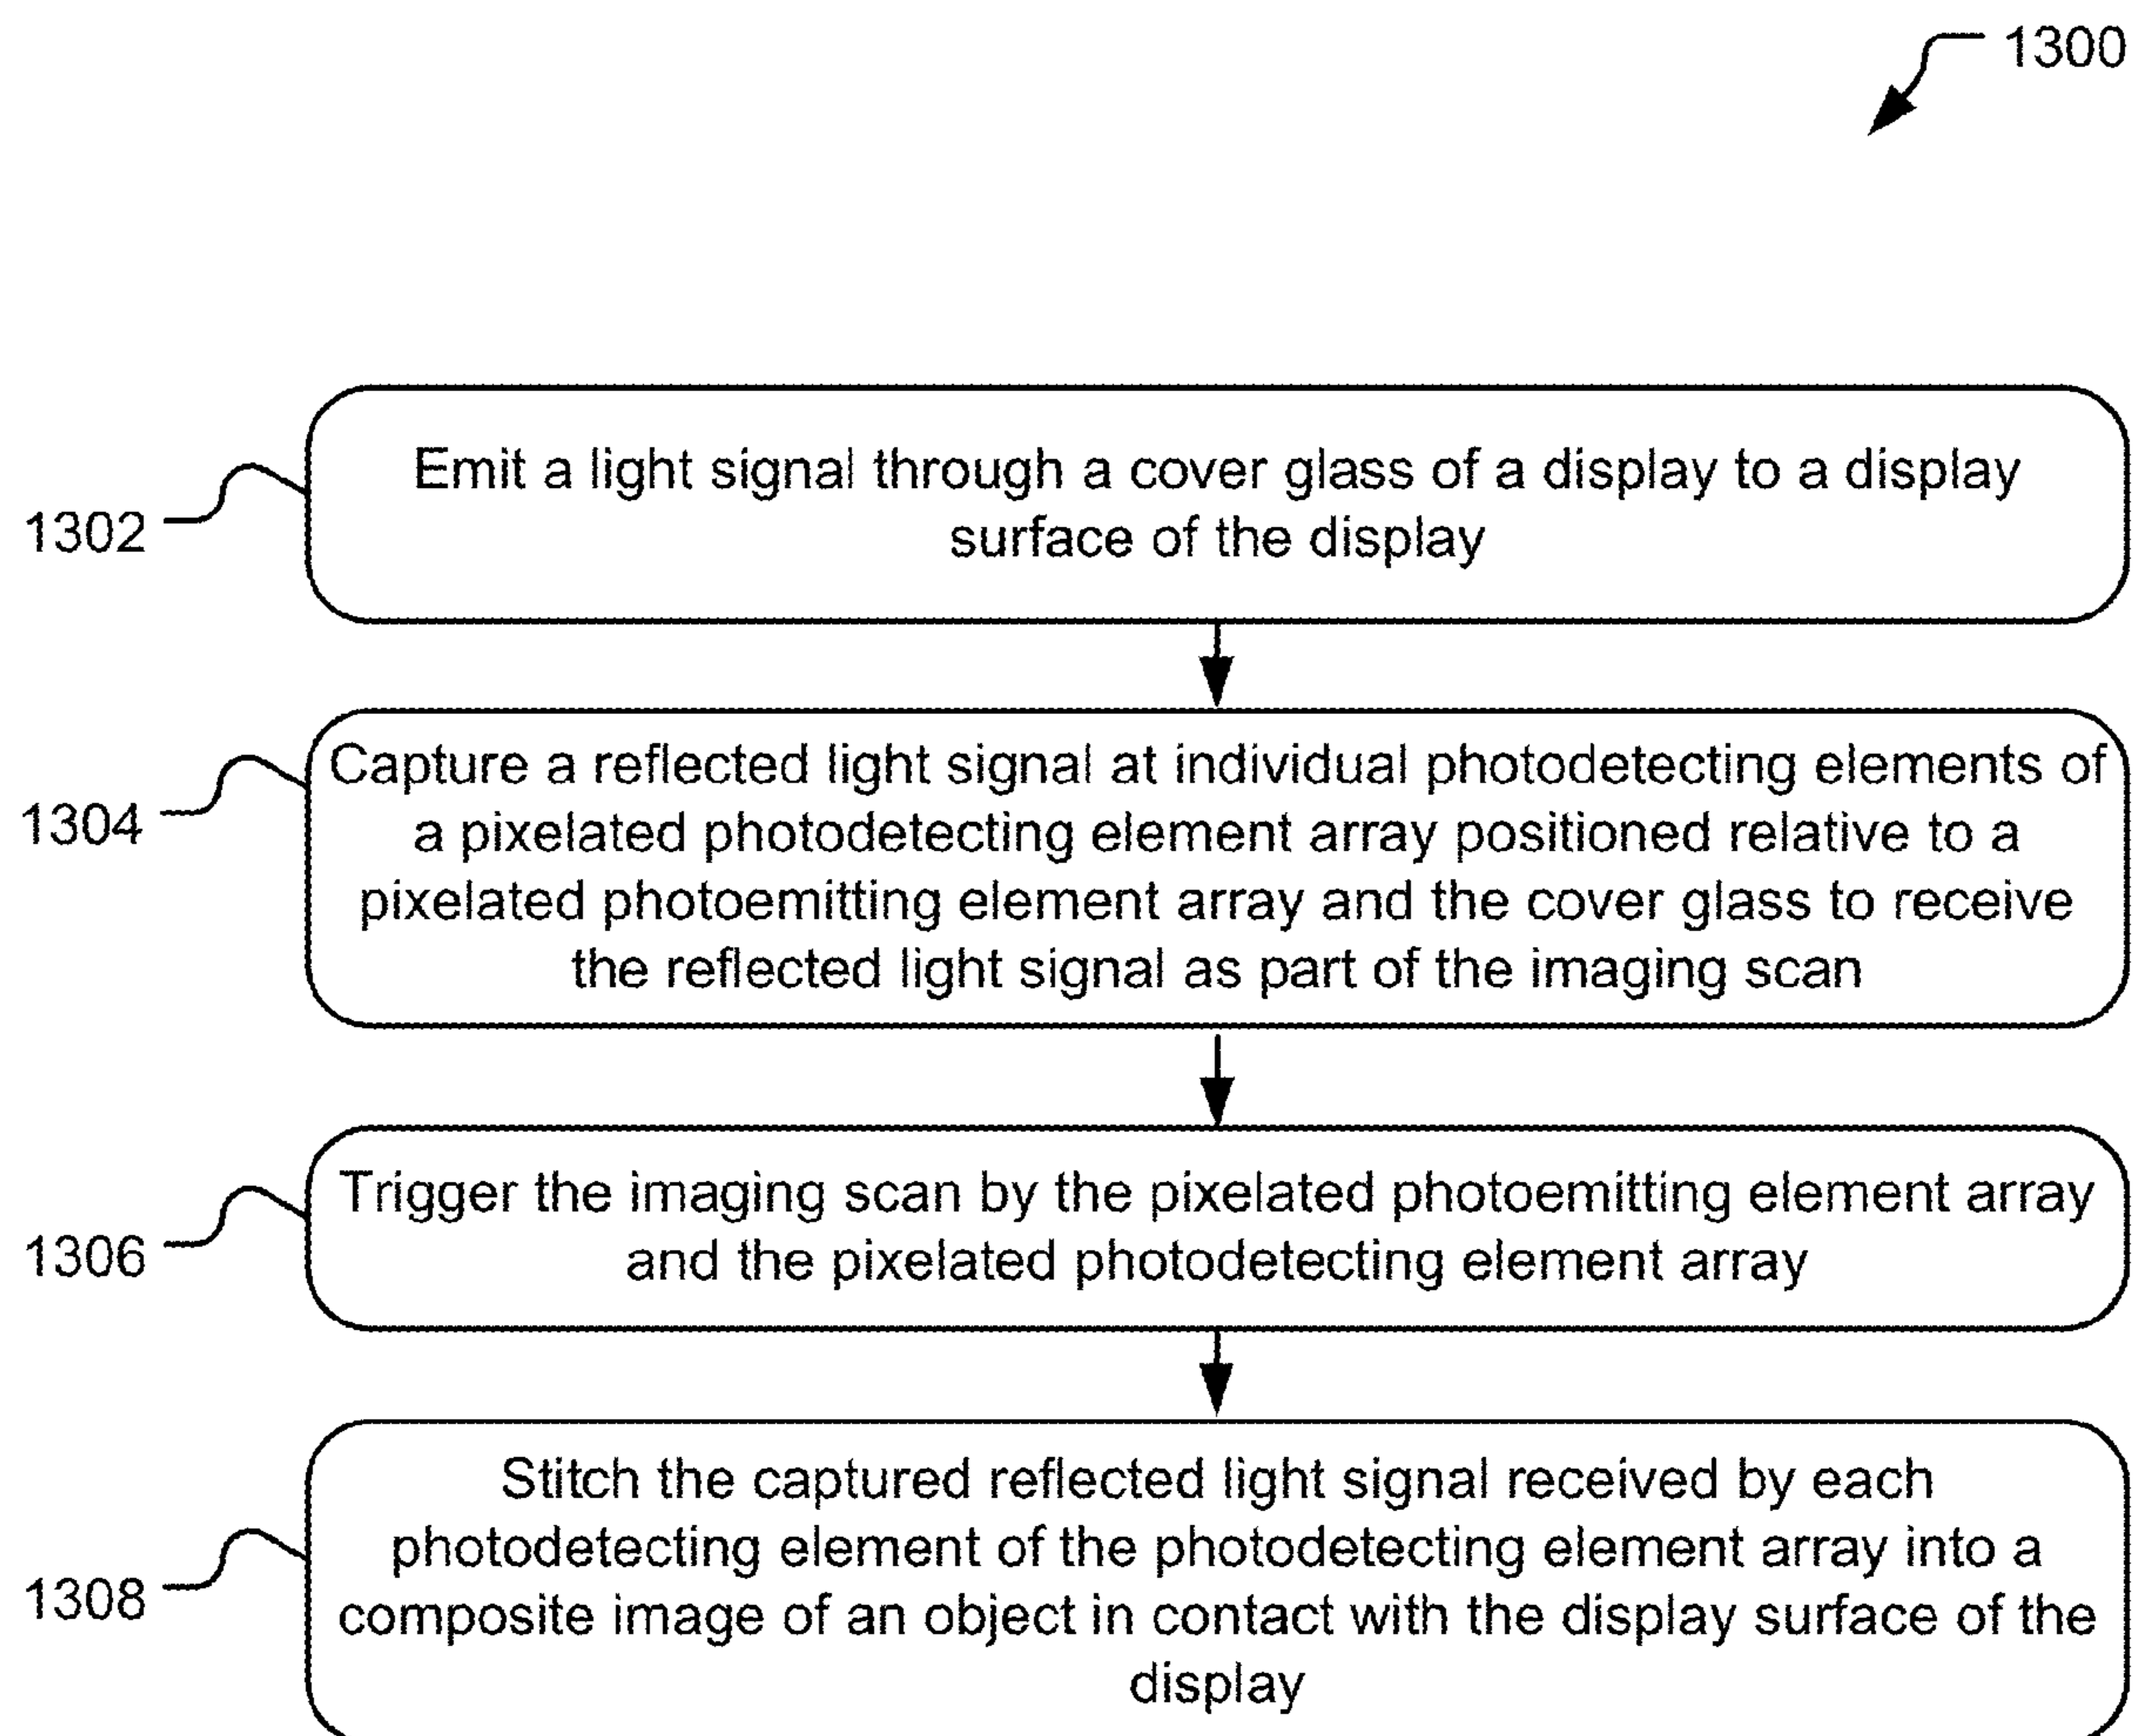 1300
1302
Emit a light signal through a cover glass of a display to a display
surface of the display
1304
Capture a reflected light signal at individual photodetecting elements of
a pixelated photodetecting element array positioned relative to a
pixelated photoemitting element array and the cover glass to receive
the reflected light signal as part of the imaging scan
1306
Trigger the imaging scan by the pixelated photoemitting element array
and the pixelated photodetecting element array
1308
Stitch the captured reflected light signal received by each
photodetecting element of the photodetecting element array into a
composite image of an object in contact with the display surface of the
display